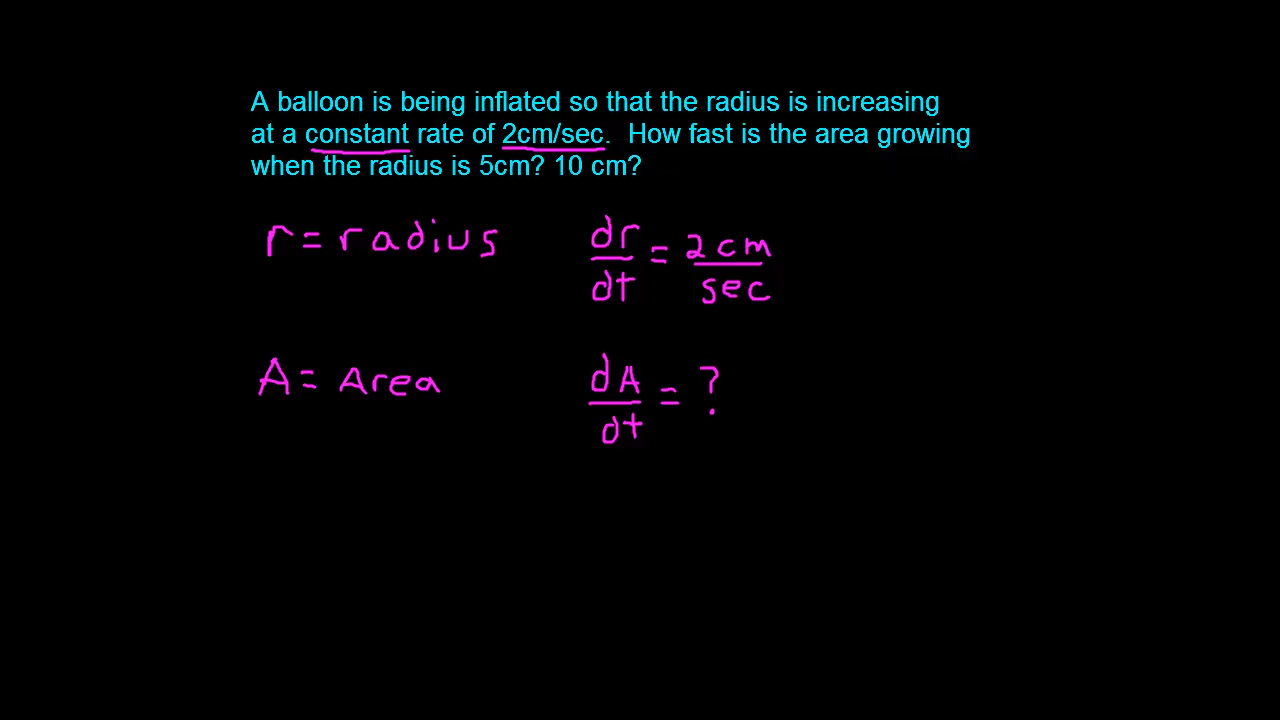 A balloon is being inflated so that the radius is increasing
at a constant rate of 2cm/sec. How fast is the area growing
when the radius is 5cm? 10 cm?
r = radius
dr/dt = 2cm/sec
A = Area
dA/dt = ?